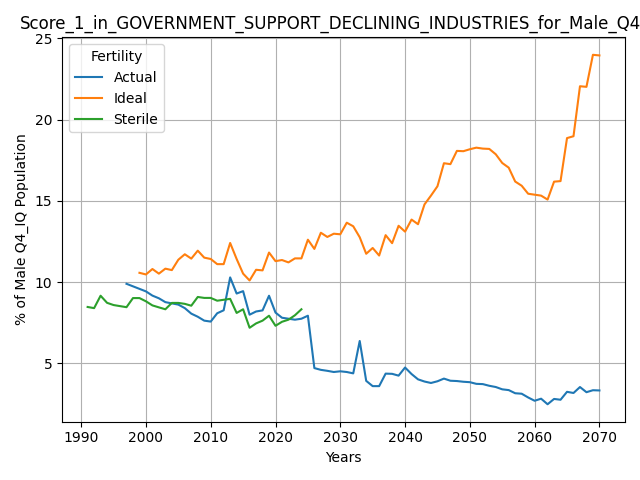 Score_1_in_GOVERNMENT_SUPPORT_DECLINING_INDUSTRIES_for_Male_Q4
Fertility
Actual
Ideal
Sterile
% of Male Q4_IQ Population
25
20
15
10
5
1990 2000 2010 2020 2030 2040 2050 2060 2070
Years